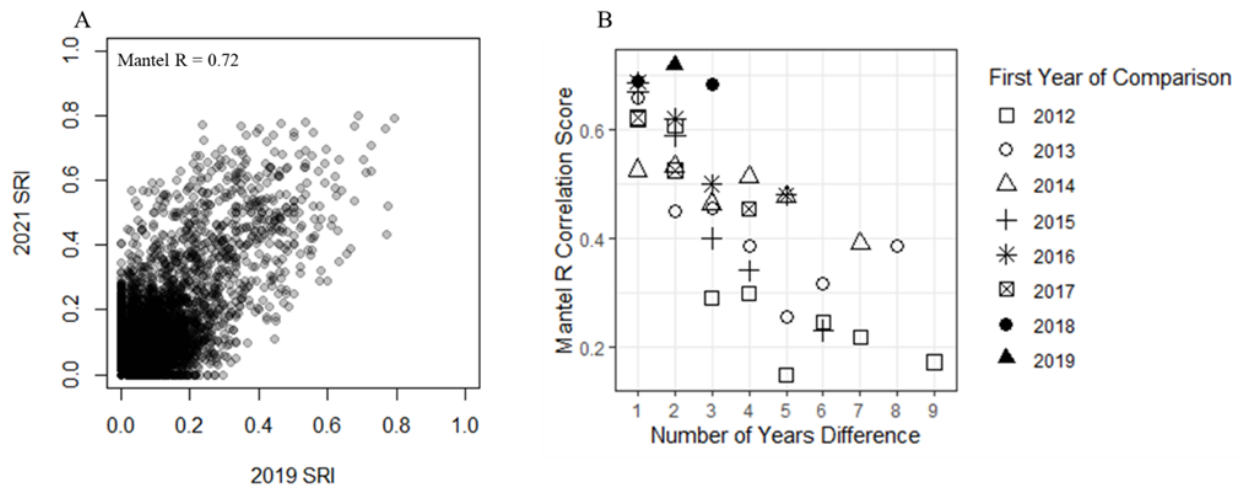 A
Mantel R = 0.72
1.0
0.8
0.6
0.4
0.2
0.0
2021 SRI
0.0 0.2 0.4 0.6 0.8 1.0
2019 SRI
B
0.6
0.4
0.2
Mantel R Correlation Score
1 2 3 4 5 6 7 8 9
Number of Years Difference
First Year of Comparison
2012
2013
2014
2015
2016
2017
2018
2019